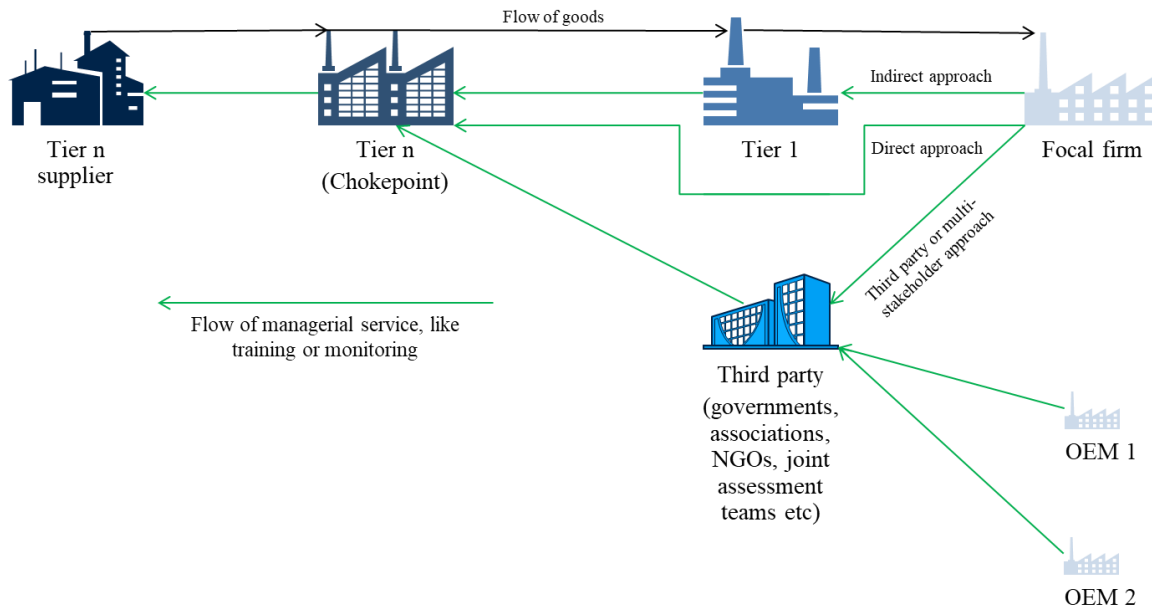 Flow of goods
Indirect approach
Tier n
supplier
Tier n
(Chokepoint)
Tier 1
Direct approach
Focal firm
Third party or multi-
stakeholder approach
Flow of managerial service, like
training or monitoring
Third party
(governments,
associations,
NGOs, joint
assessment
teams etc)
OEM 1
OEM 2